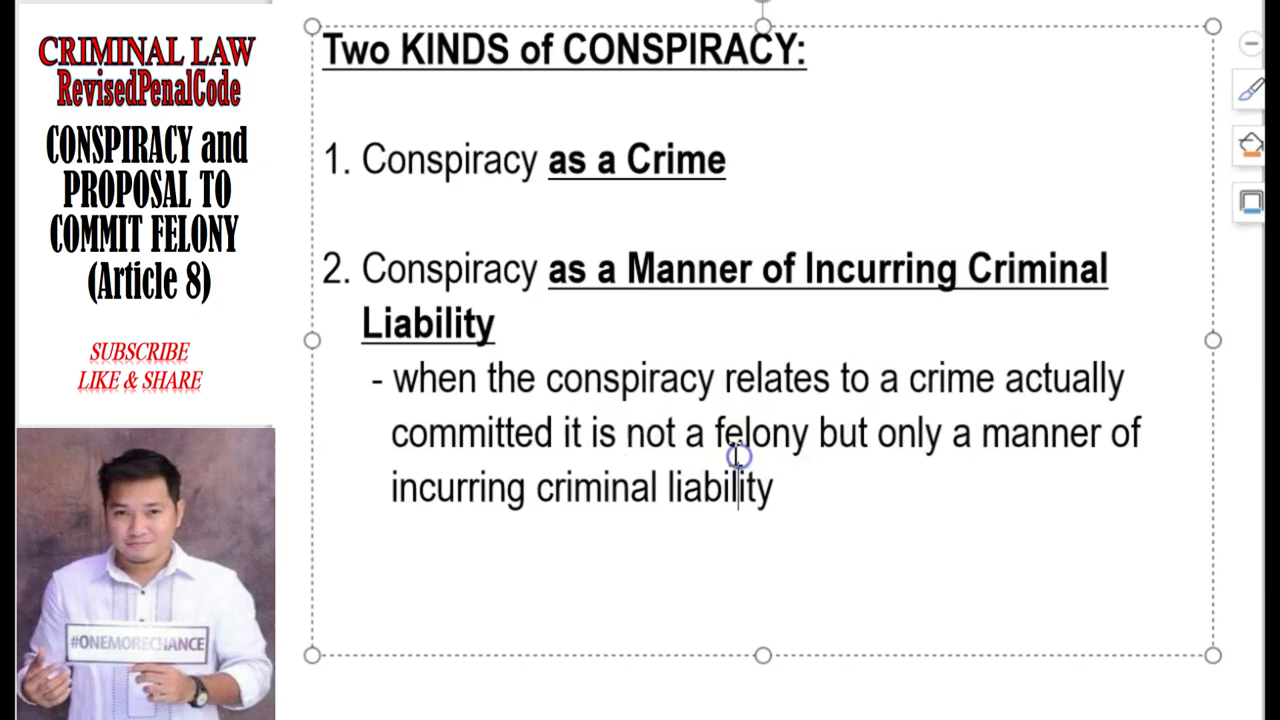 CRIMINAL LAW
RevisedPenalCode
CONSPIRACY and
PROPOSAL TO
COMMIT FELONY
(Article 8)
SUBSCRIBE
LIKE & SHARE
#ONEMORECHANCE
Two KINDS of CONSPIRACY:
1. Conspiracy as a Crime
2. Conspiracy as a Manner of Incurring Criminal
Liability
- when the conspiracy relates to a crime actually
committed it is not a felony but only a manner of
incurring criminal liability